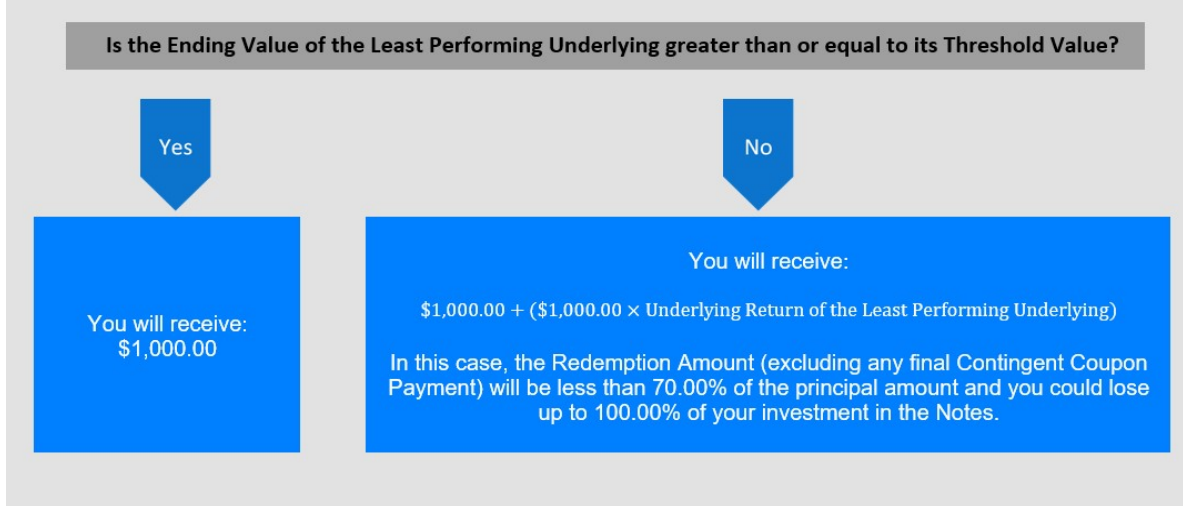 Is the Ending Value of the Least Performing Underlying greater than or equal to its Threshold Value?
Yes
No
You will receive:
$1,000.00
You will receive:
$1,000.00 + ($1,000.00 × Underlying Return of the Least Performing Underlying)
In this case, the Redemption Amount (excluding any final Contingent Coupon
Payment) will be less than 70.00% of the principal amount and you could lose
up to 100.00% of your investment in the Notes.